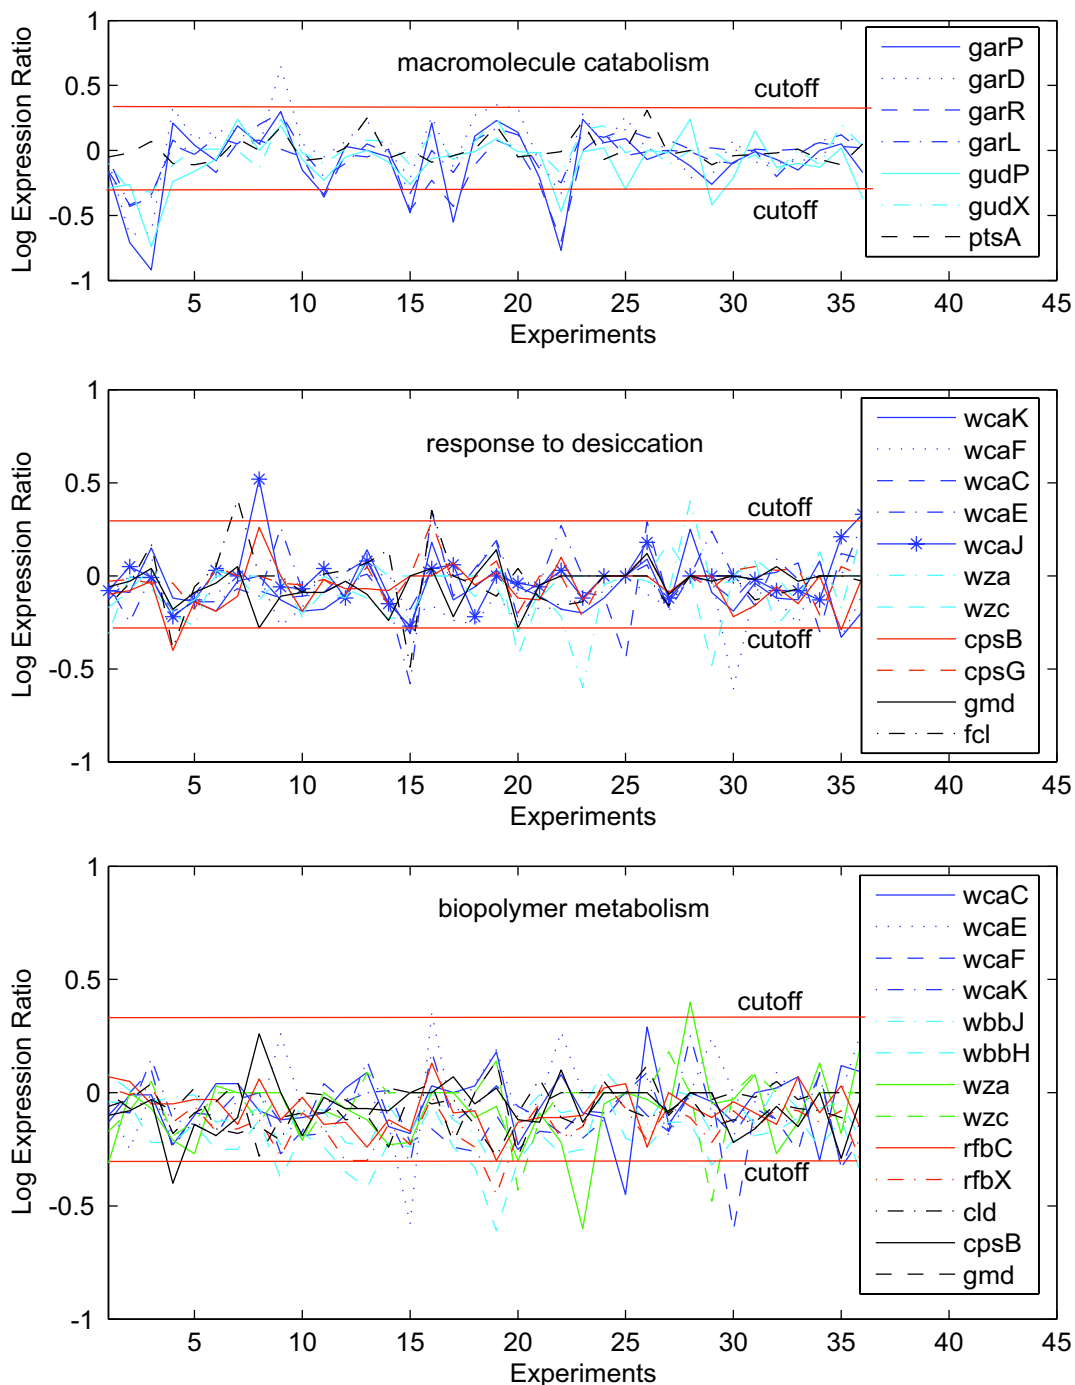 1
0.5
0
-0.5
-1
Log Expression Ratio
macromolecule catabolism
cutoff
cutoff
garP
garD
garR
garL
gudP
gudX
ptsA
5 10 15 20 25 30 35 40 45
Experiments
1
0.5
0
-0.5
-1
Log Expression Ratio
response to desiccation
cutoff
cutoff
wcaK
wcaF
wcaC
wcaE
wcaJ
wza
wzc
cpsB
cpsG
gmd
fcl
5 10 15 20 25 30 35 40 45
Experiments
1
0.5
0
-0.5
-1
Log Expression Ratio
biopolymer metabolism
cutoff
cutoff
wcaC
wcaE
wcaF
wcaK
wbbJ
wbbH
wza
wzc
rfbC
rfbX
cld
cpsB
gmd
5 10 15 20 25 30 35 40 45
Experiments